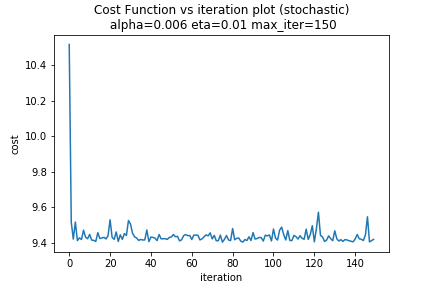 Cost Function vs iteration plot (stochastic)
alpha=0.006 eta=0.01 max_iter=150
cost
10.4
10.2
10.0
9.8
9.6
9.4
0 20 40 60 80 100 120 140
iteration